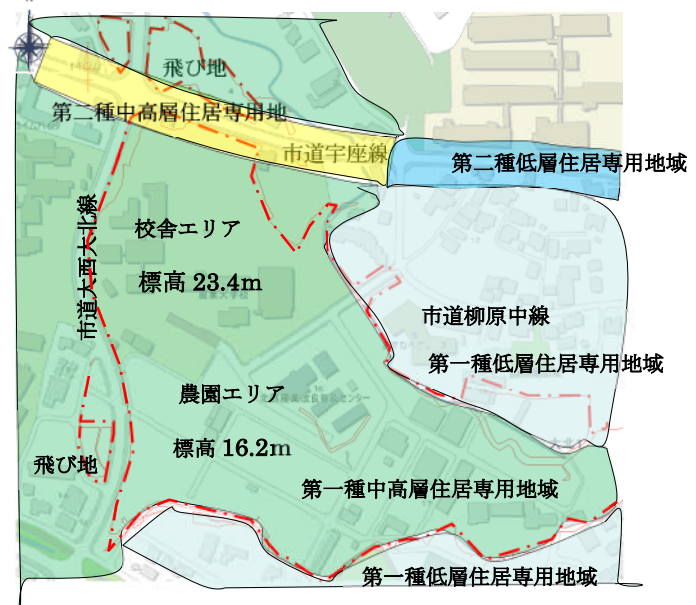 飛び地
第二種中高層住居専用地
市道宇座線
第二種低層住居専用地域
市道大西大北線
校舎エリア
標高 23.4m
市道柳原中線
第一種低層住居専用地域
農園エリア
標高 16.2m
飛び地
第一種中高層住居専用地域
第一種低層住居専用地域